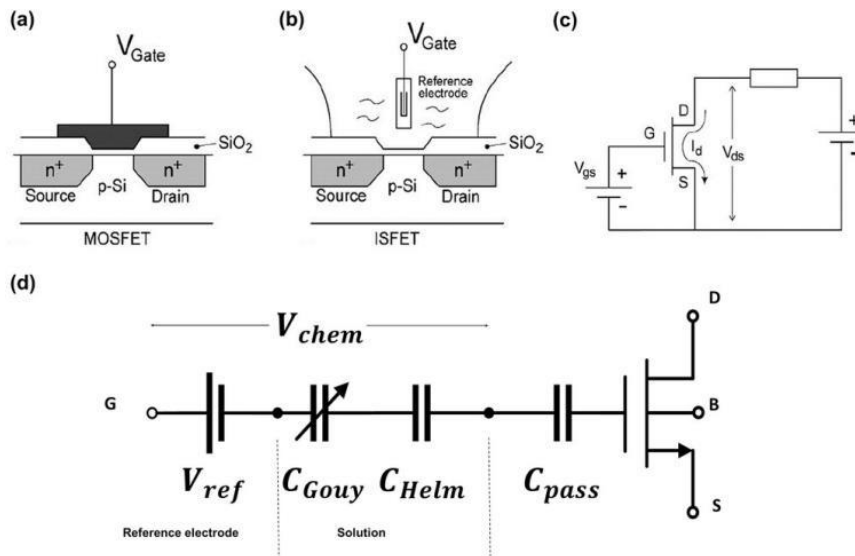 (a)
V_Gate
SiO₂
n⁺
n⁺
p-Si
Source
Drain
MOSFET
(b)
V_Gate
Reference
electrode
SiO₂
n⁺
n⁺
p-Si
Source
Drain
ISFET
(c)
D
G
I_d
S
V_gs
V_ds
+
-
+
-
(d)
V_chem
D
G
B
V_ref
C_Gouy
C_Helm
C_pass
S
Reference electrode
Solution